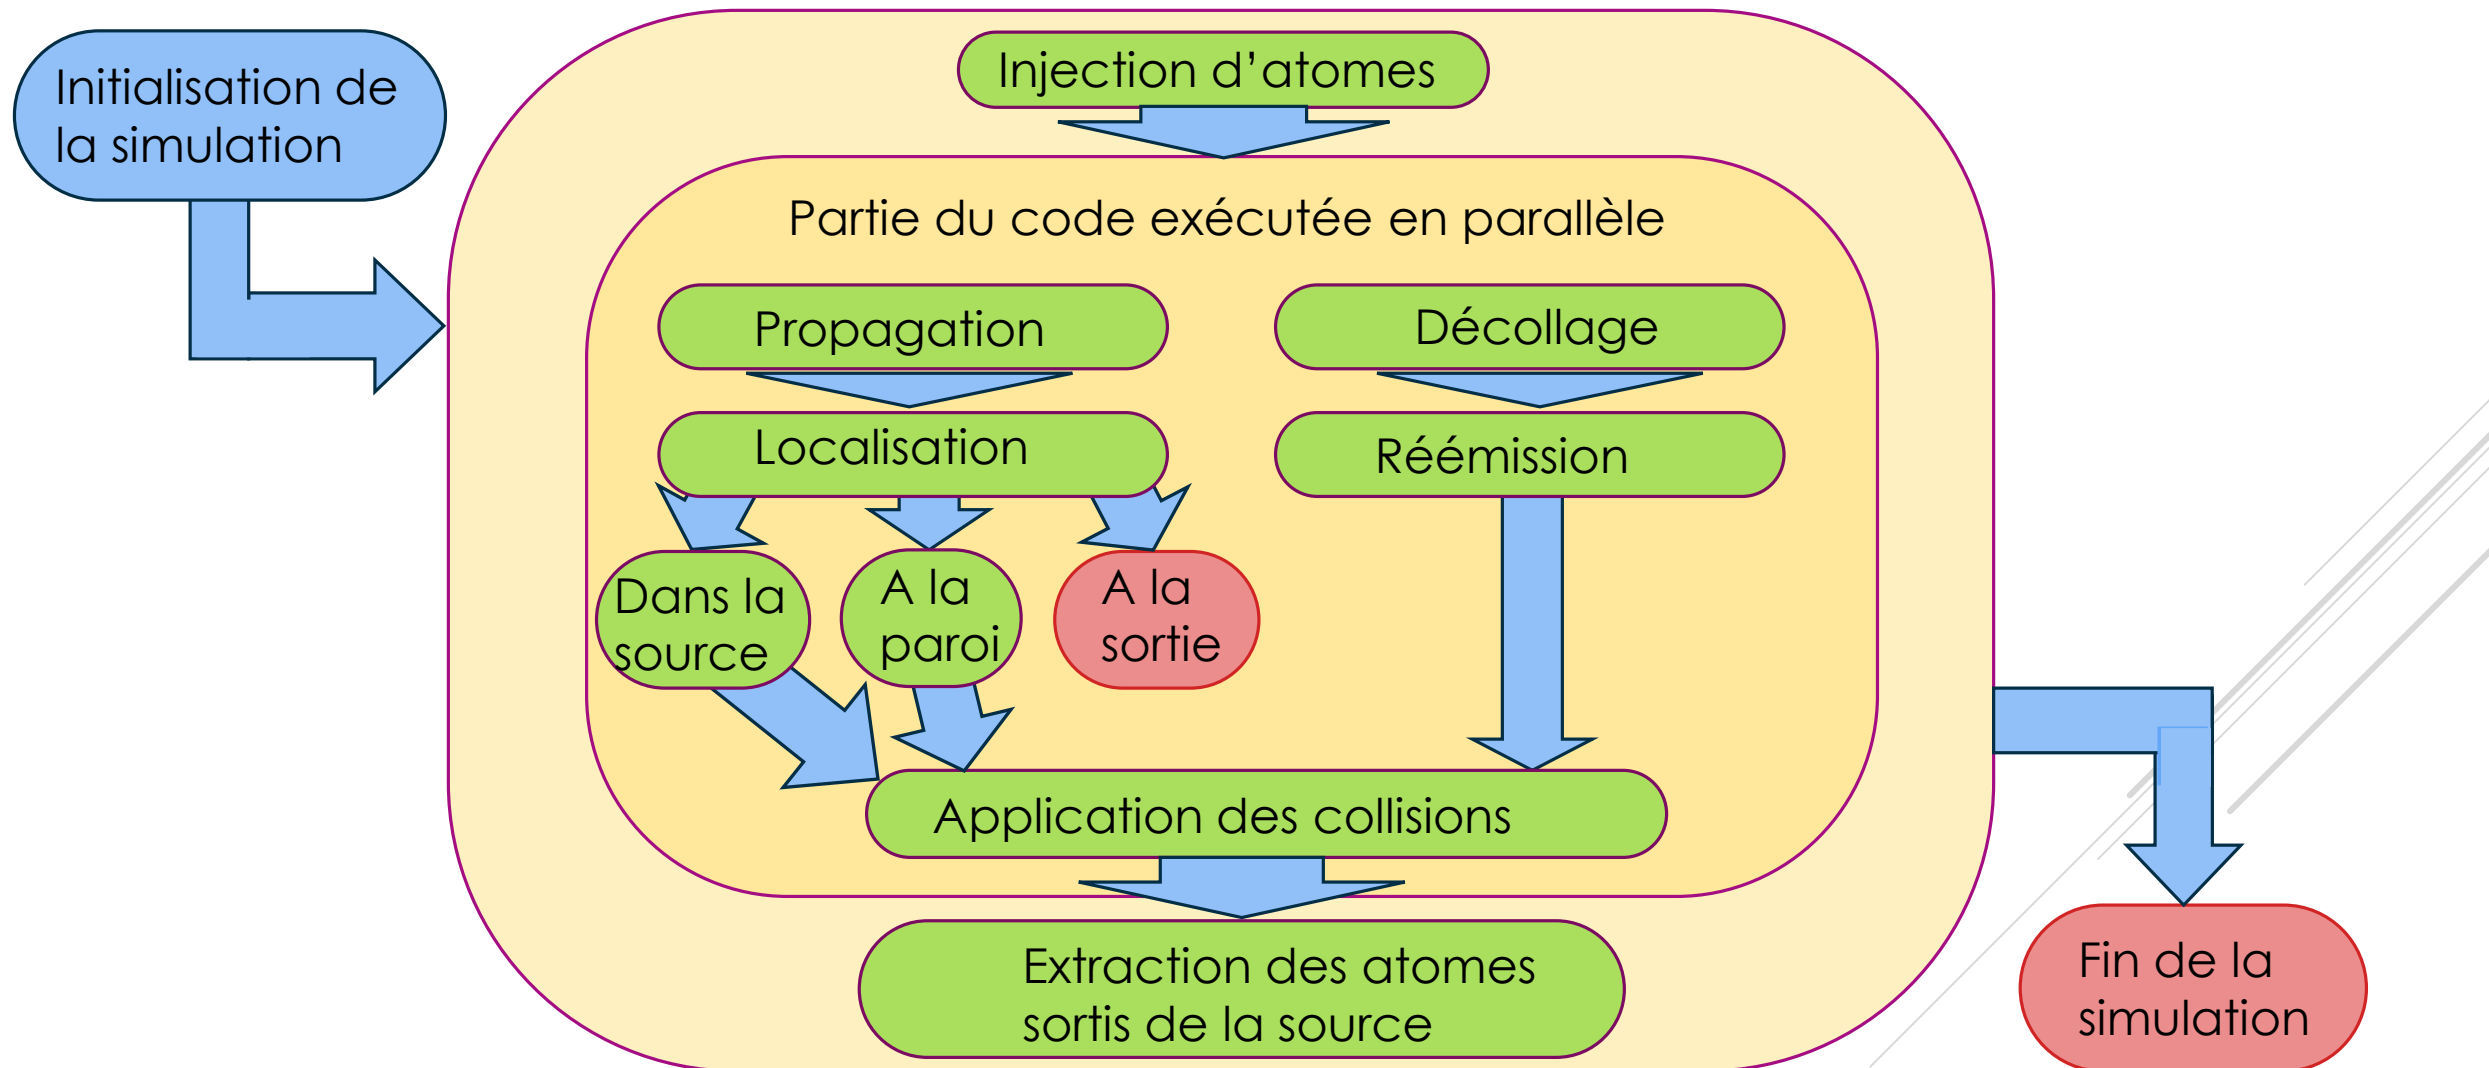 Initialisation de
la simulation
Injection d’atomes
Partie du code exécutée en parallèle
Propagation
Décollage
Localisation
Réémission
Dans la
source
A la
paroi
A la
sortie
Application des collisions
Extraction des atomes
sortis de la source
Fin de la
simulation